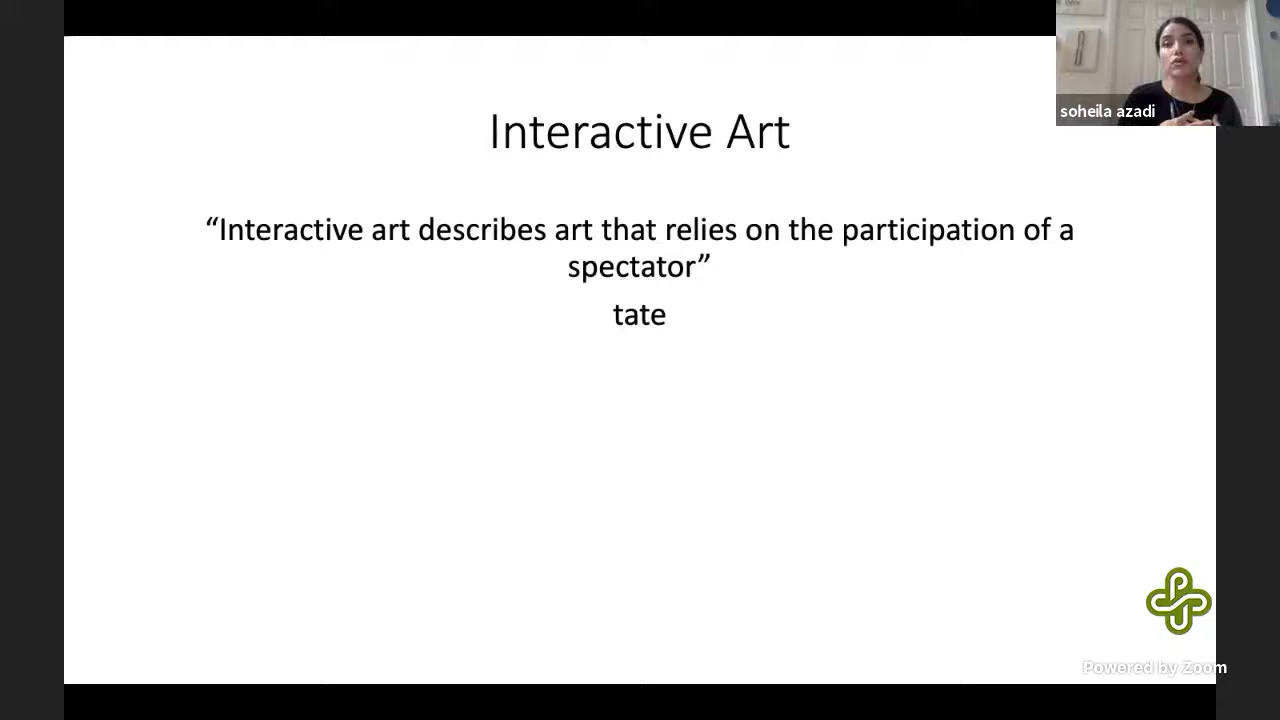 soheila azadi
Interactive Art
“Interactive art describes art that relies on the participation of a
spectator”
tate
PSU
Powered by Zoom